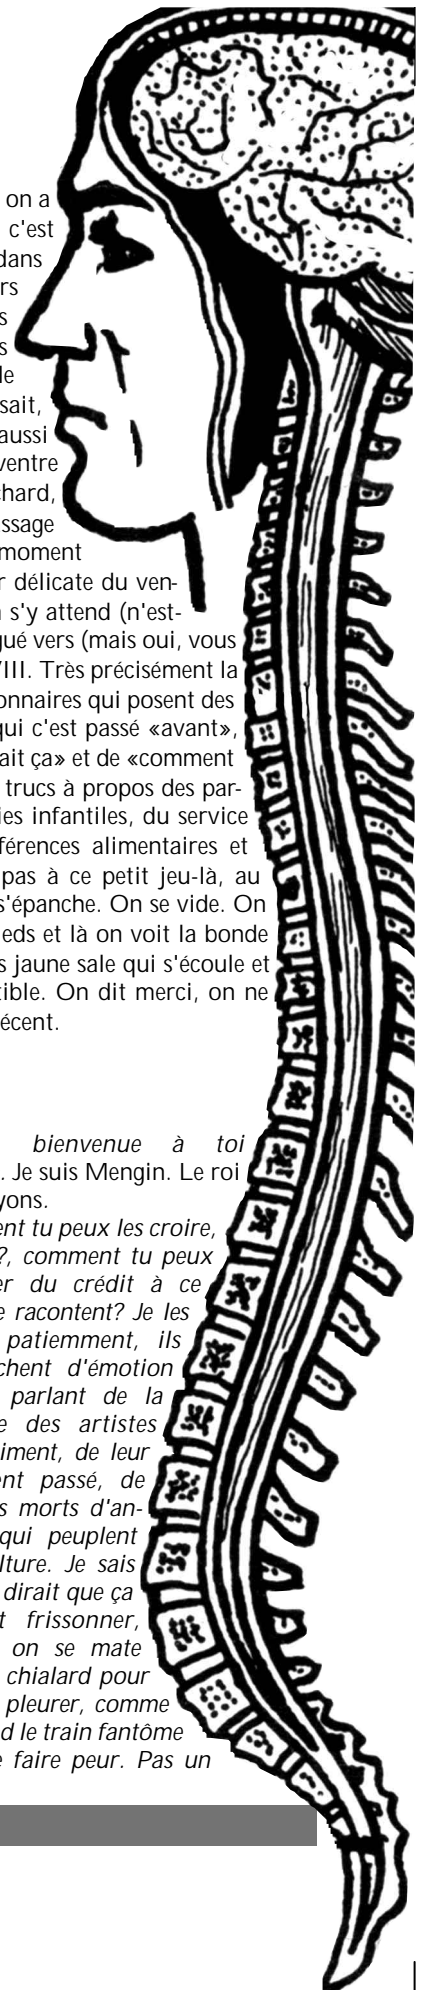 on a
c'est
dans
rs
s
s
le
sait,
aussi
ventre
chard,
ssage
moment
r délicate du ven-
n s'y attend (n'est-
gué vers (mais oui, vous
VIII. Très précisément la
onnaires qui posent des
qui c'est passé «avant»,
ait ça» et de «comment
trucs à propos des par-
ies infantiles, du service
férences alimentaires et
pas à ce petit jeu-là, au
s'épanche. On se vide. On
eds et là on voit la bonde
s jaune sale qui s'écoule et
tible. On dit merci, on ne
écent.
bienvenue à toi
. Je suis Mengin. Le roi
yons.
ent tu peux les croire,
?, comment tu peux
er du crédit à ce
e racontent? Je les
patiemment, ils
chent d'émotion
parlant de la
e des artistes
iment, de leur
ent passé, de
s morts d'an-
qui peuplent
lture. Je sais
dirait que ça
t frissonner,
on se mate
chialard pour
pleurer, comme
d le train fantôme
e faire peur. Pas un